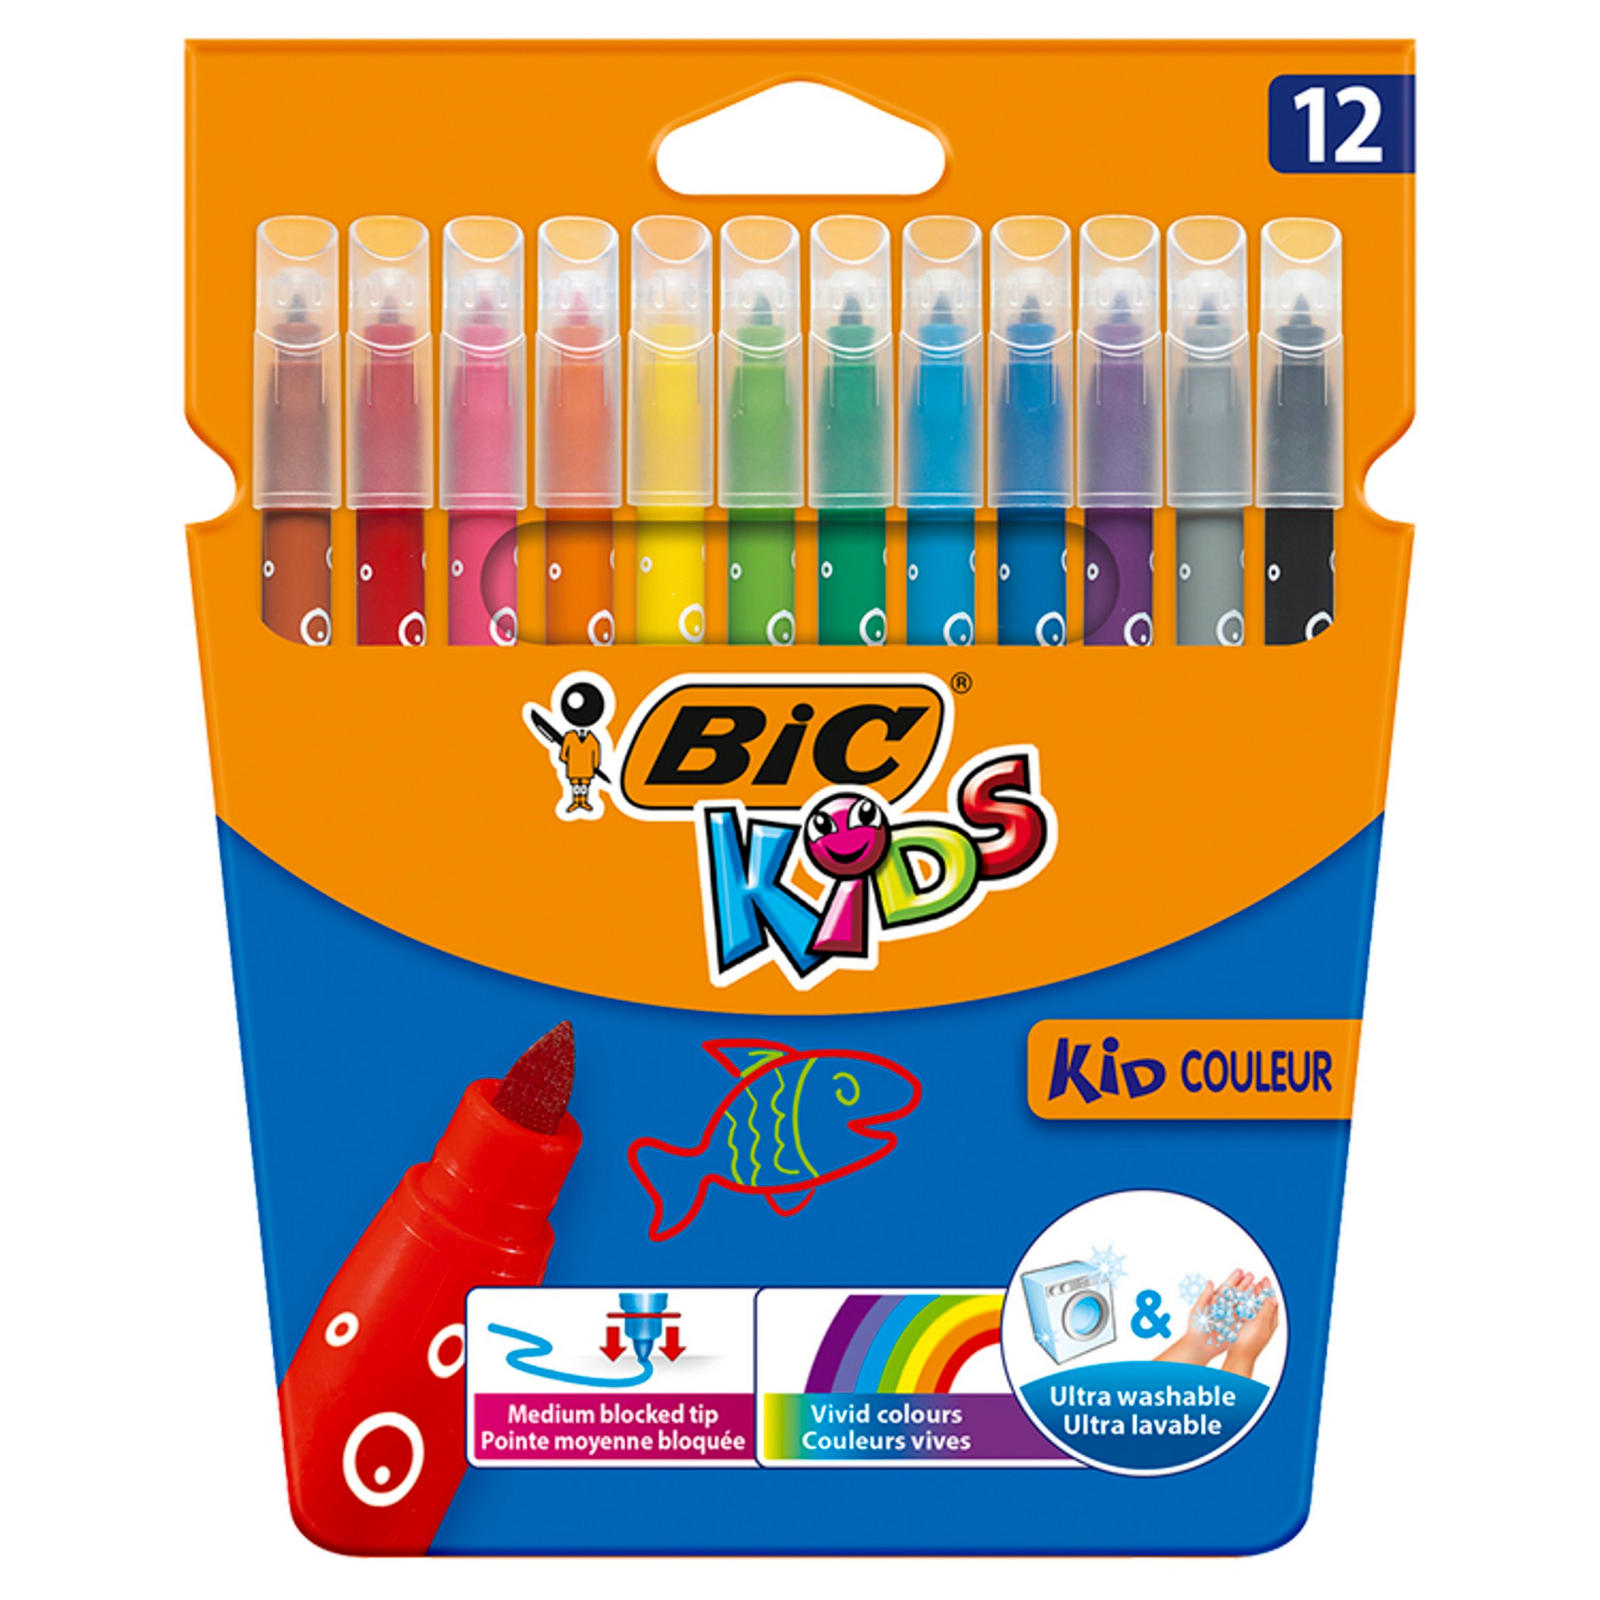 12
BiC®
KiDS
KiD COULEUR
&
Medium blocked tip
Pointe moyenne bloquée
Vivid colours
Couleurs vives
Ultra washable
Ultra lavable